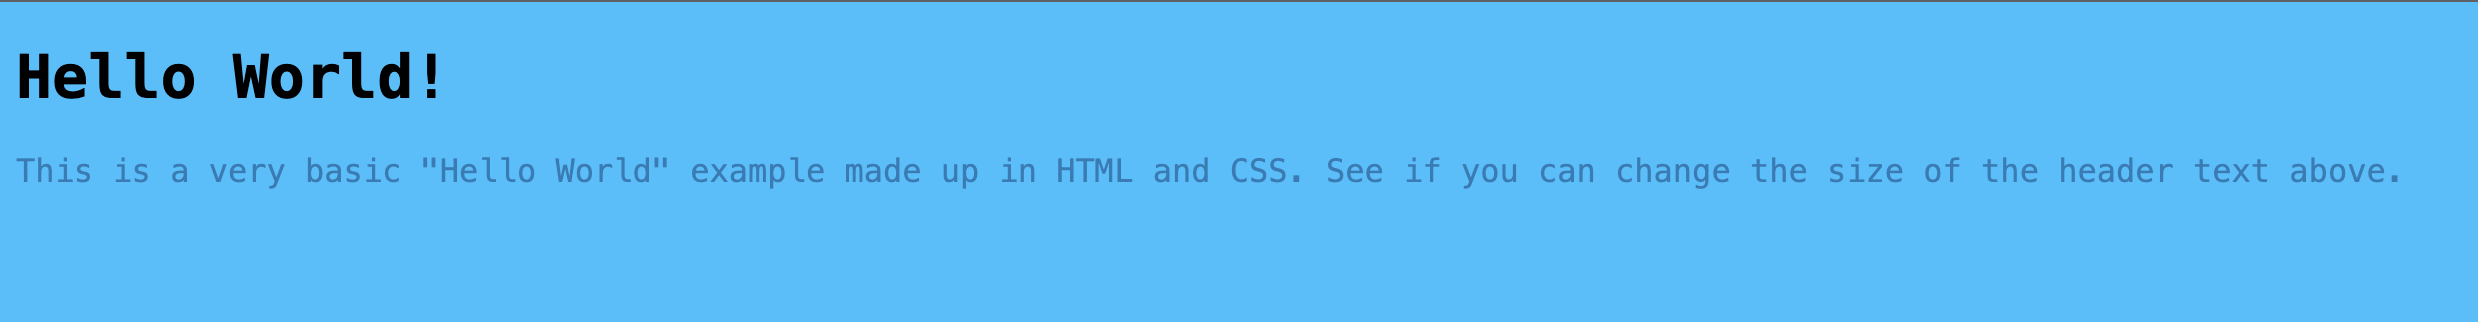 Hello World!
This is a very basic "Hello World" example made up in HTML and CSS. See if you can change the size of the header text above.